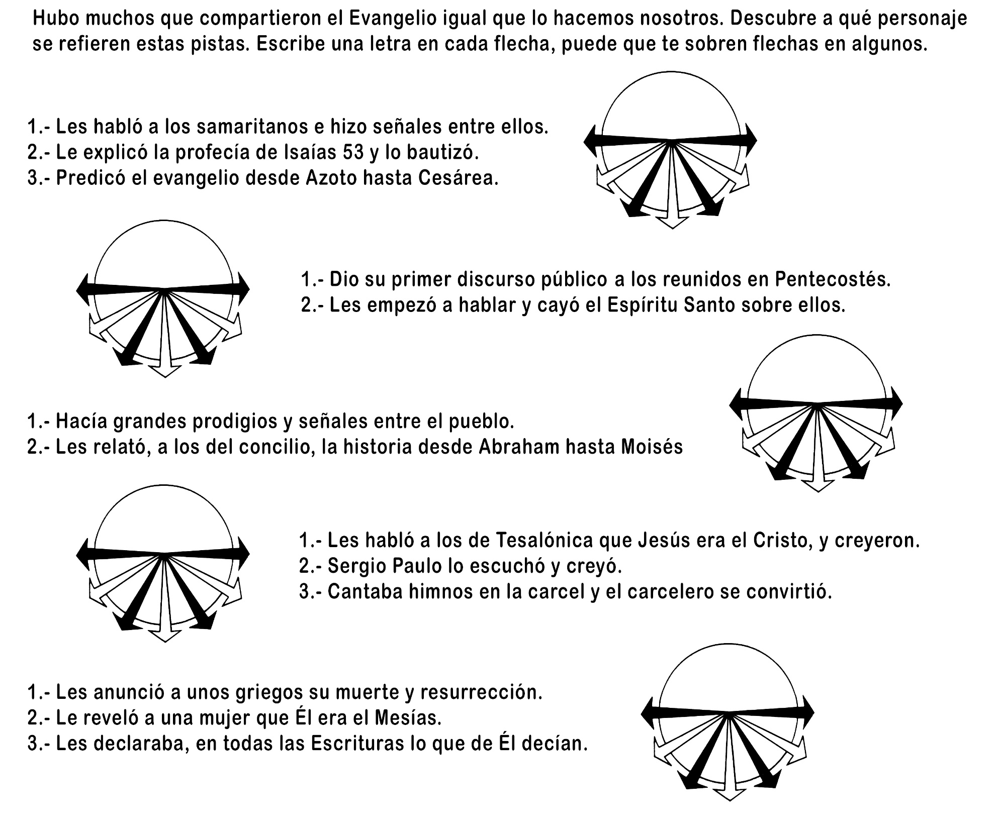 Hubo muchos que compartieron el Evangelio igual que lo hacemos nosotros. Descubre a qué personaje
se refieren estas pistas. Escribe una letra en cada flecha, puede que te sobren flechas en algunos.
1.- Les habló a los samaritanos e hizo señales entre ellos.
2.- Le explicó la profecía de Isaías 53 y lo bautizó.
3.- Predicó el evangelio desde Azoto hasta Cesárea.
1.- Dio su primer discurso público a los reunidos en Pentecostés.
2.- Les empezó a hablar y cayó el Espíritu Santo sobre ellos.
1.- Hacía grandes prodigios y señales entre el pueblo.
2.- Les relató, a los del concilio, la historia desde Abraham hasta Moisés
1.- Les habló a los de Tesalónica que Jesús era el Cristo, y creyeron.
2.- Sergio Paulo lo escuchó y creyó.
3.- Cantaba himnos en la carcel y el carcelero se convirtió.
1.- Les anunció a unos griegos su muerte y resurrección.
2.- Le reveló a una mujer que Él era el Mesías.
3.- Les declaraba, en todas las Escrituras lo que de Él decían.